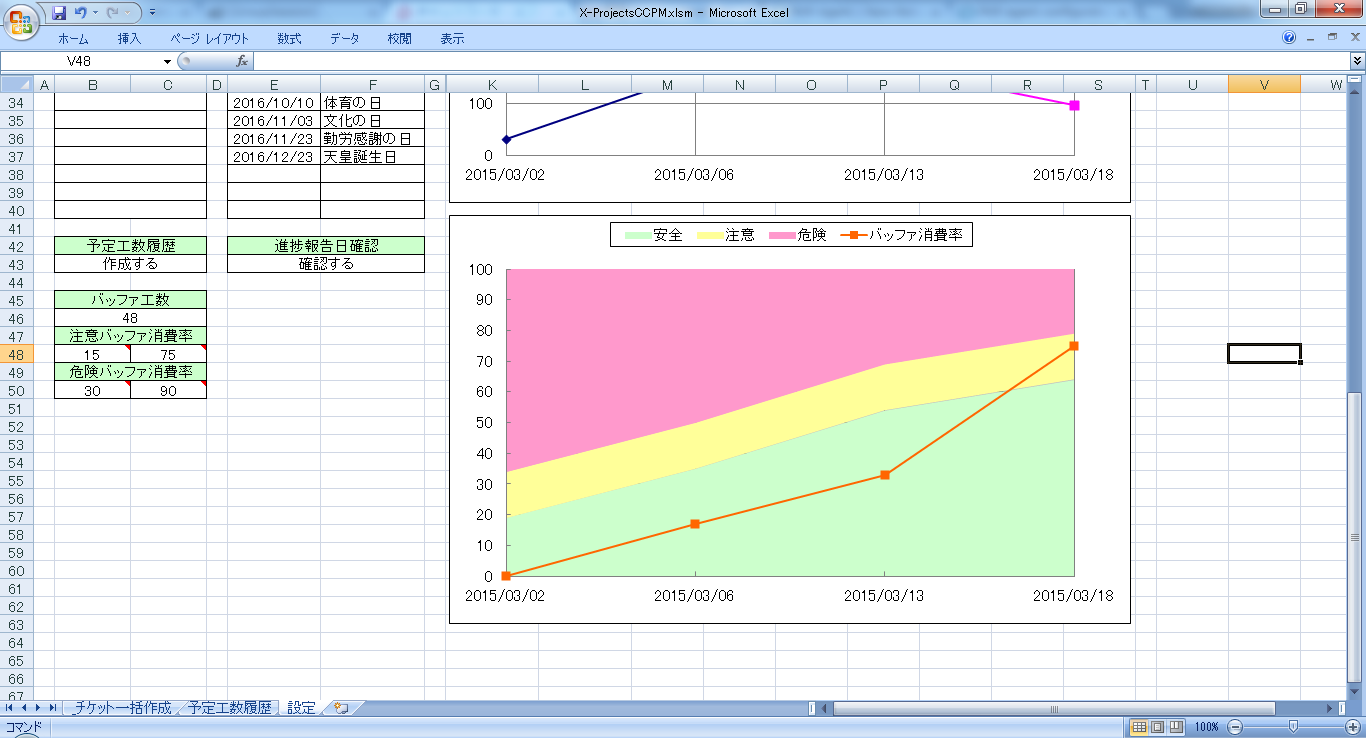 X-ProjectsCCPM.xlsm - Microsoft Excel
ホーム 挿入 ページ レイアウト 数式 データ 校閲 表示
V48 fx
A B C D E F G K L M N O P Q R S T U V W
34 2016/10/10 体育の日
35 2016/11/03 文化の日
36 2016/11/23 勤労感謝の日
37 2016/12/23 天皇誕生日
38
39
40
41
42 予定工数履歴 進捗報告日確認
43 作成する 確認する
44
45 バッファ工数
46 48
47 注意バッファ消費率
48 15 75
49 危険バッファ消費率
50 30 90
51
52
53
54
55
56
57
58
59
60
61
62
63
64
65
66
67
100
0
2015/03/02 2015/03/06 2015/03/13 2015/03/18
安全 注意 危険 バッファ消費率
100
90
80
70
60
50
40
30
20
10
0
2015/03/02 2015/03/06 2015/03/13 2015/03/18
チケット一括作成 予定工数履歴 設定
コマンド 100%